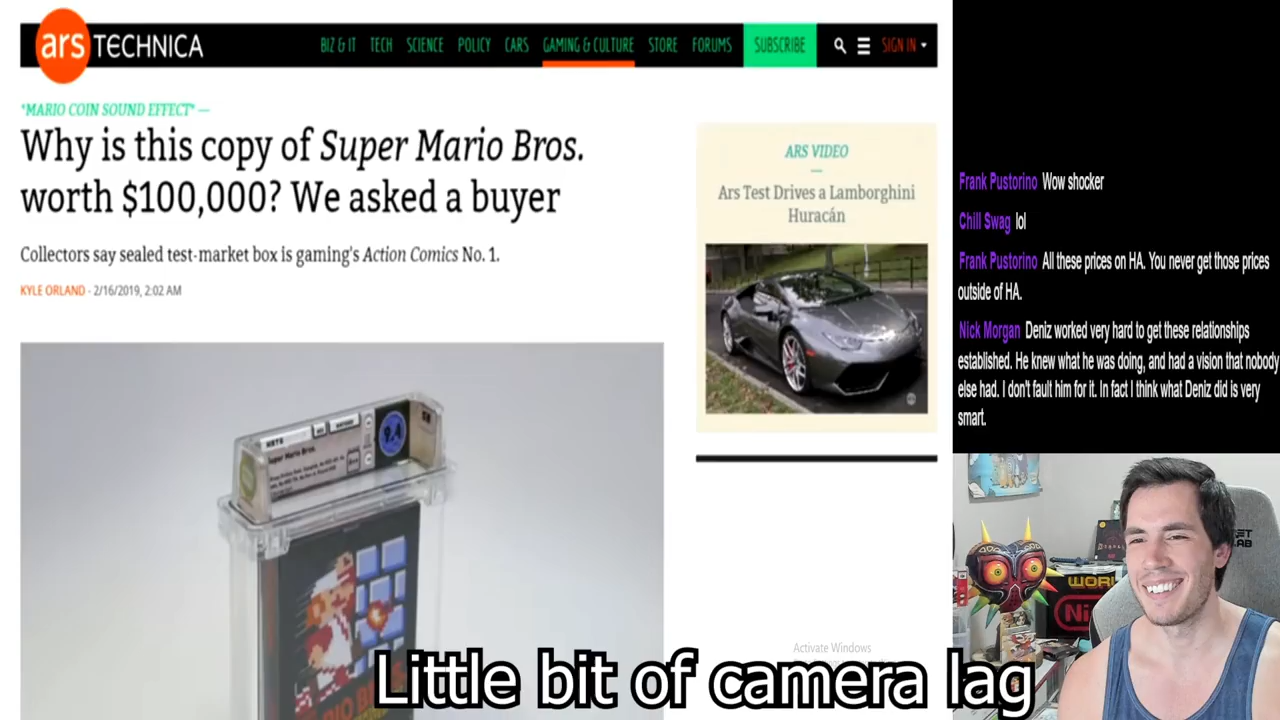 ars TECHNICA
BIZ & IT TECH SCIENCE POLICY CARS GAMING & CULTURE STORE FORUMS SUBSCRIBE SIGN IN
*MARIO COIN SOUND EFFECT* —
Why is this copy of Super Mario Bros.
worth $100,000? We asked a buyer
Collectors say sealed test-market box is gaming's Action Comics No. 1.
KYLE ORLAND - 2/16/2019, 2:02 AM
ARS VIDEO
Ars Test Drives a Lamborghini
Huracán
Super Mario Bros.
9.4
Frank Pustorino Wow shocker
Chill Swag lol
Frank Pustorino All these prices on HA. You never get those prices
outside of HA.
Nick Morgan Deniz worked very hard to get these relationships
established. He knew what he was doing, and had a vision that nobody
else had. I don't fault him for it. In fact I think what Deniz did is very
smart.
WORL
Activate Windows
Little bit of camera lag